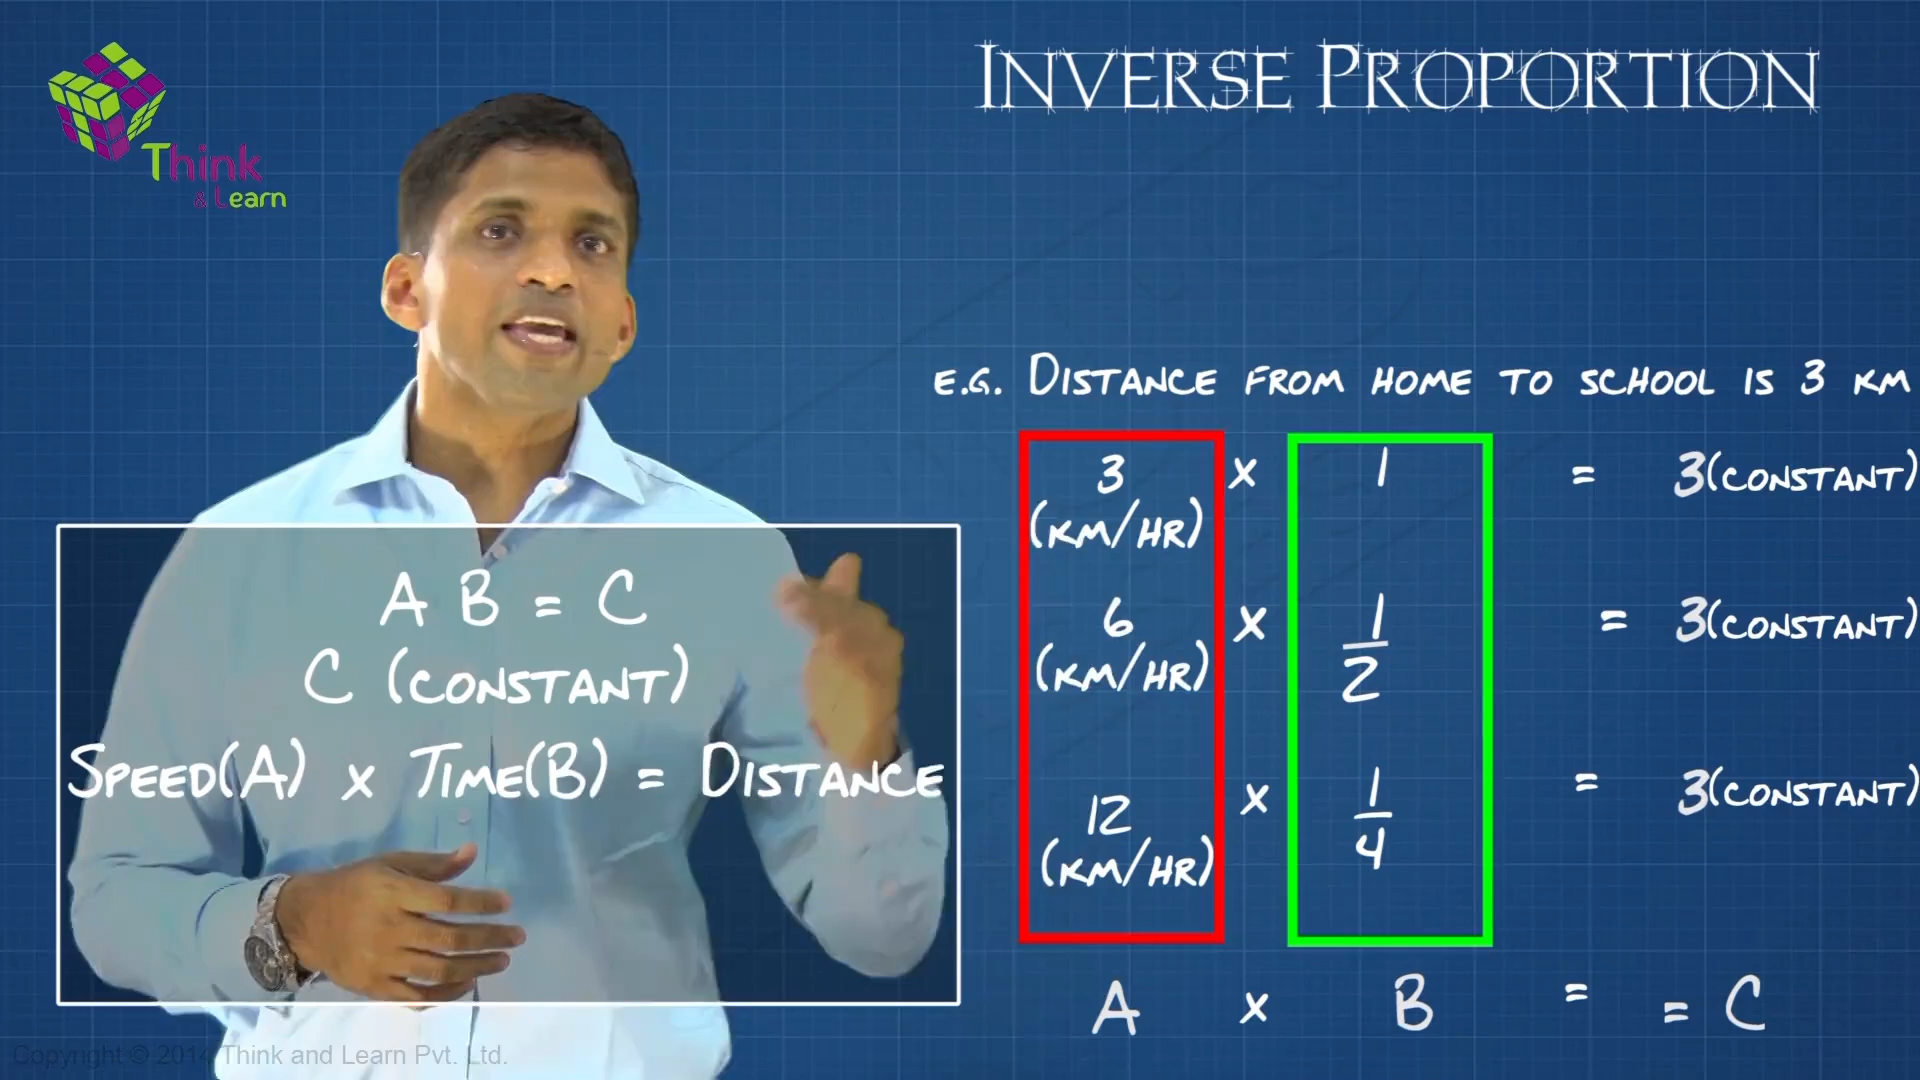 INVERSE PROPORTION
Think
& Learn
E.G. DISTANCE FROM HOME TO SCHOOL IS 3 KM
3 x 1 = 3(CONSTANT)
(KM/HR)
6 x 1/2 = 3(CONSTANT)
(KM/HR)
12 x 1/4 = 3(CONSTANT)
(KM/HR)
A x B = = C
A B = C
C (CONSTANT)
SPEED(A) x TIME(B) = DISTANCE
Copyright © 2014 Think and Learn Pvt. Ltd.